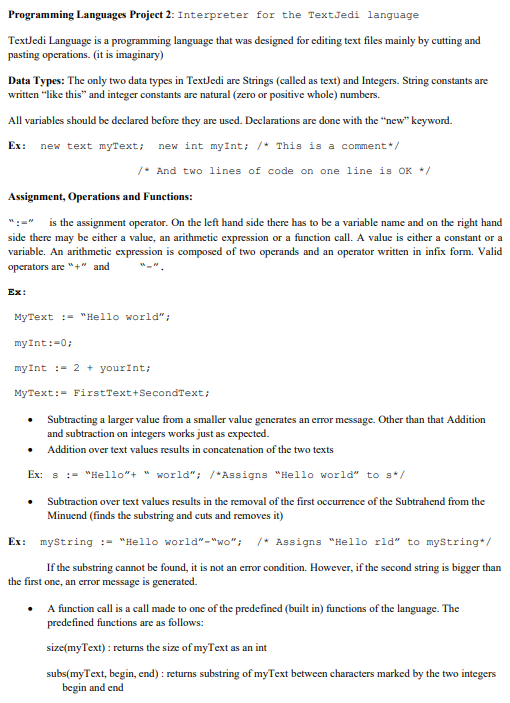 Programming Languages Project 2: Interpreter for the TextJedi language
TextJedi Language is a programming language that was designed for editing text files mainly by cutting and
pasting operations. (it is imaginary)
Data Types: The only two data types in TextJedi are Strings (called as text) and Integers. String constants are
written “like this” and integer constants are natural (zero or positive whole) numbers.
All variables should be declared before they are used. Declarations are done with the “new” keyword.
Ex: new text myText; new int myInt; /* This is a comment*/
/* And two lines of code on one line is OK */
Assignment, Operations and Functions:
“:=” is the assignment operator. On the left hand side there has to be a variable name and on the right hand
side there may be either a value, an arithmetic expression or a function call. A value is either a constant or a
variable. An arithmetic expression is composed of two operands and an operator written in infix form. Valid
operators are “+” and “-”.
Ex:
MyText := “Hello world”;
myInt:=0;
myInt := 2 + yourInt;
MyText:= FirstText+SecondText;
• Subtracting a larger value from a smaller value generates an error message. Other than that Addition
and subtraction on integers works just as expected.
• Addition over text values results in concatenation of the two texts
Ex: s := “Hello”+ “ world”; /*Assigns “Hello world” to s*/
• Subtraction over text values results in the removal of the first occurrence of the Subtrahend from the
Minuend (finds the substring and cuts and removes it)
Ex: myString := “Hello world”-“wo”; /* Assigns “Hello rld” to myString*/
If the substring cannot be found, it is not an error condition. However, if the second string is bigger than
the first one, an error message is generated.
• A function call is a call made to one of the predefined (built in) functions of the language. The
predefined functions are as follows:
size(myText) : returns the size of myText as an int
subs(myText, begin, end) : returns substring of myText between characters marked by the two integers
begin and end